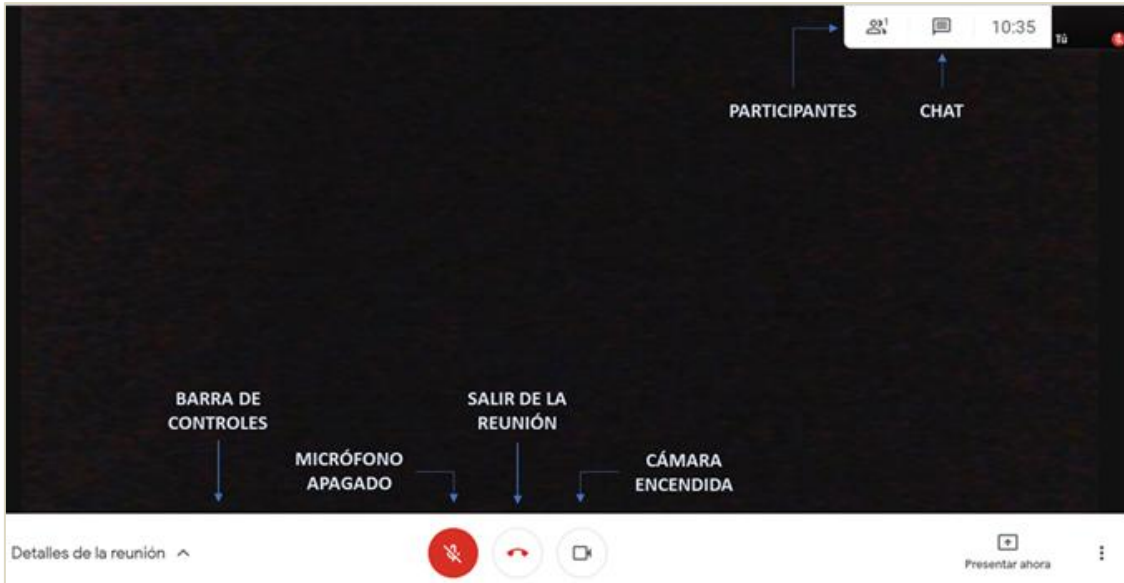 1
10:35
Tú
PARTICIPANTES
CHAT
BARRA DE
CONTROLES
SALIR DE LA
REUNIÓN
MICRÓFONO
APAGADO
CÁMARA
ENCENDIDA
Detalles de la reunión
Presentar ahora